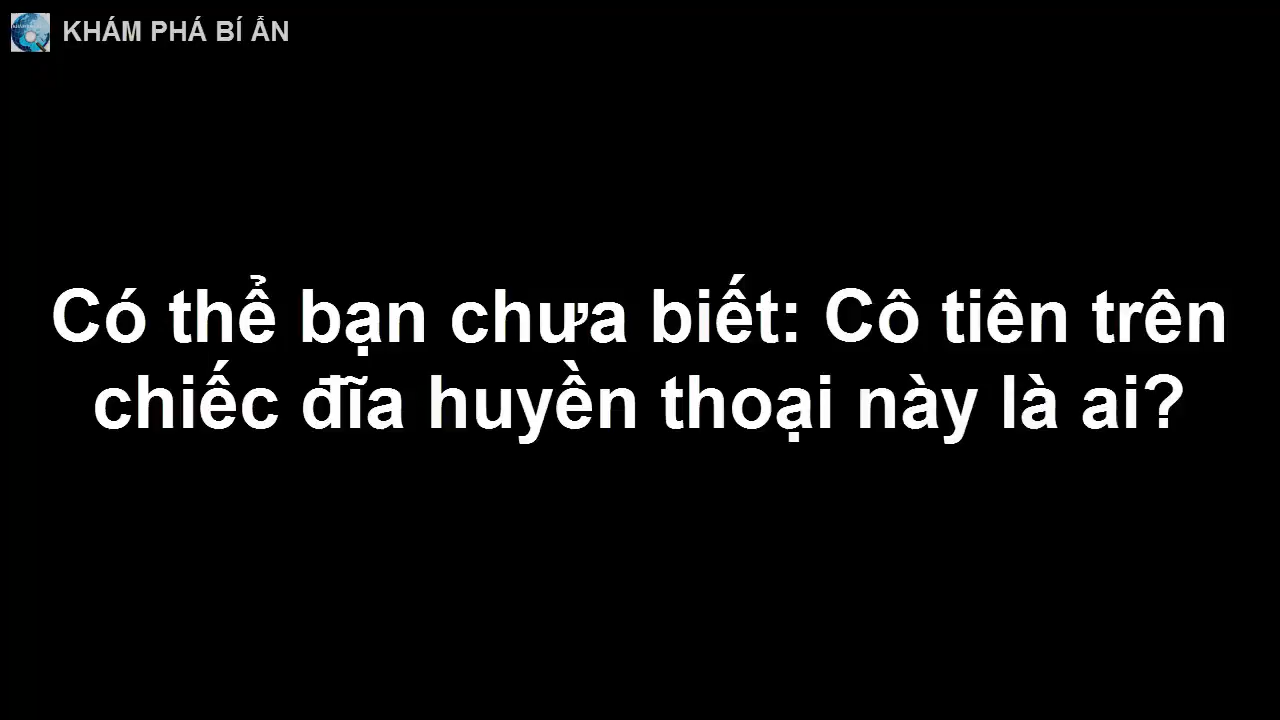 KHÁM PHÁ BÍ ẨN
Có thể bạn chưa biết: Cô tiên trên
chiếc đĩa huyền thoại này là ai?